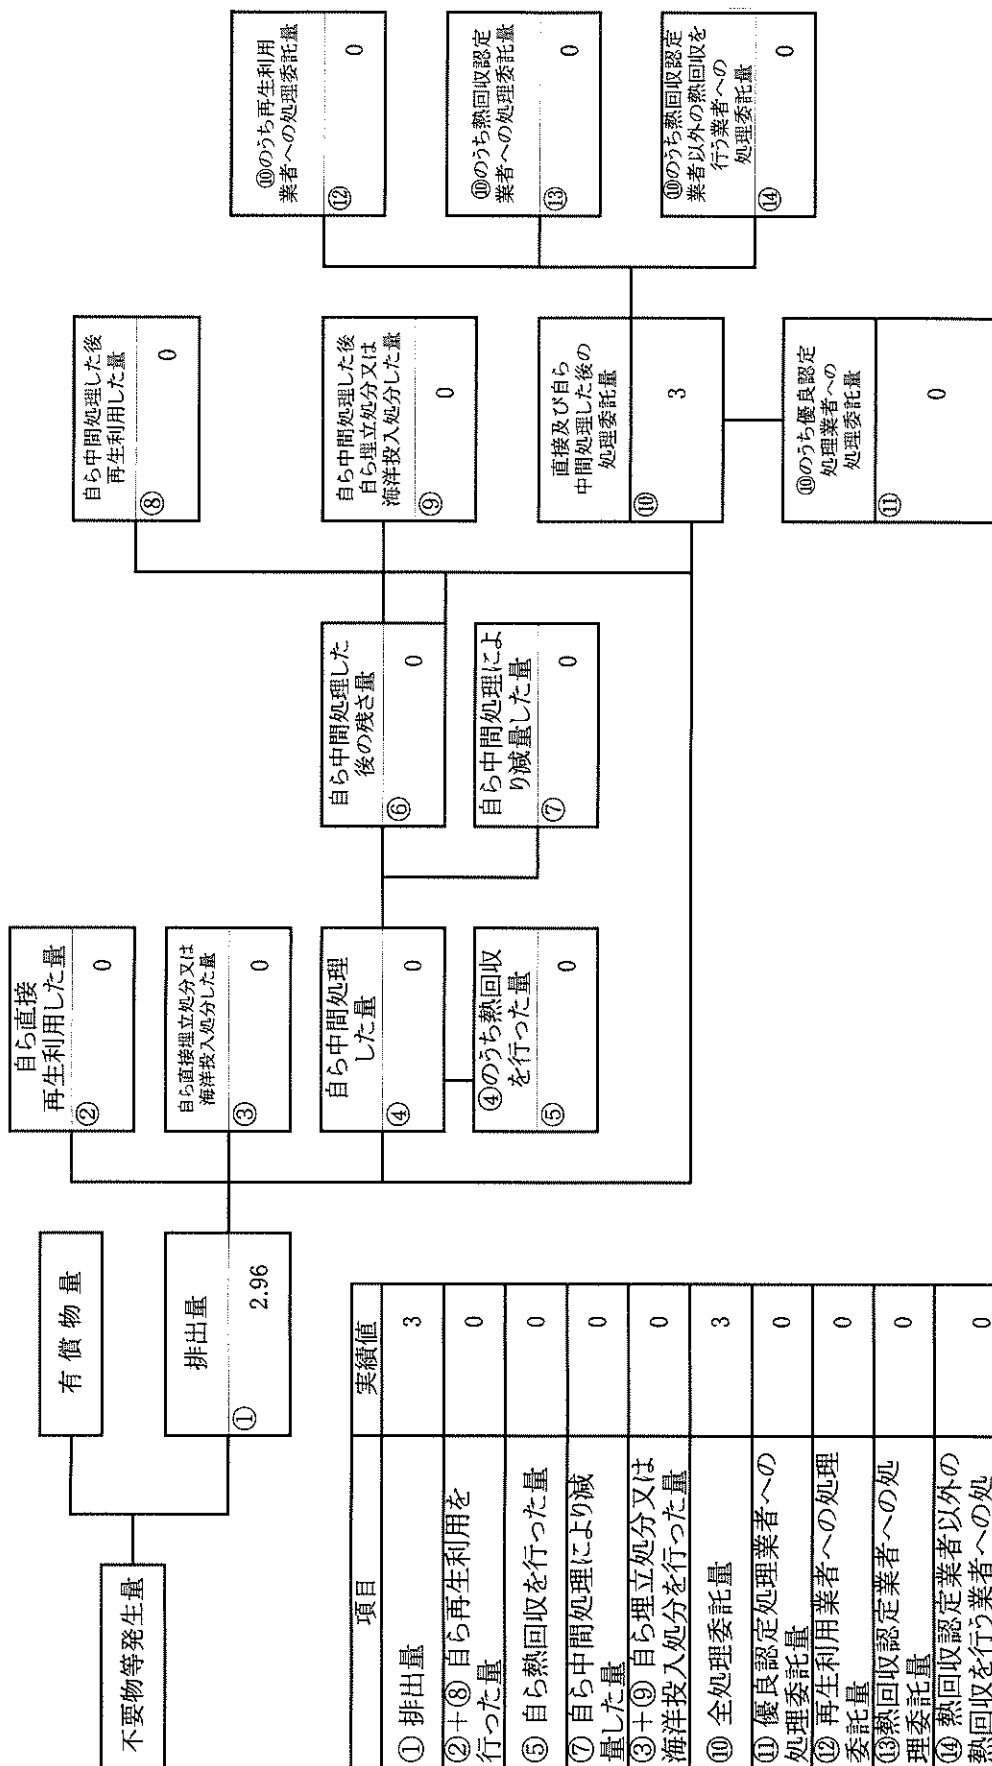 不要物等発生量
有償物量
排出量
①
2.96
自ら直接
再生利用した量
②
0
自ら直接埋立処分又は
海洋投入処分した量
③
0
自ら中間処理
した量
④
0
④のうち熱回収
を行った量
⑤
0
自ら中間処理した
後の残さ量
⑥
0
自ら中間処理によ
り減量した量
⑦
0
自ら中間処理した後
再生利用した量
⑧
0
自ら中間処理した後
自ら埋立処分又は
海洋投入処分した量
⑨
0
直接及び自ら
中間処理した後の
処理委託量
⑩
3
⑩のうち優良認定
処理業者への
処理委託量
⑪
0
⑩のうち再生利用
業者への処理委託量
⑫
0
⑩のうち熱回収認定
業者への処理委託量
⑬
0
⑩のうち熱回収認定
業者以外の熱回収を
行う業者への
処理委託量
⑭
0
項目 実績値
①排出量 3
②+⑧自ら再生利用を
行った量 0
⑤自ら熱回収を行った量 0
⑦自ら中間処理により減
量した量 0
③+⑨自ら埋立処分又は
海洋投入処分を行った量 0
⑩全処理委託量 3
⑪優良認定処理業者への
処理委託量 0
⑫再生利用業者への処理
委託量 0
⑬熱回収認定業者への処
理委託量 0
⑭熱回収認定業者以外の
熱回収を行う業者への処 0